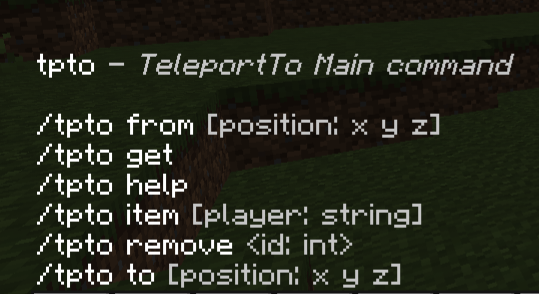 tpto - TeleportTo Main command
/tpto from [position: x y z]
/tpto get
/tpto help
/tpto item [player: string]
/tpto remove <id: int>
/tpto to [position: x y z]